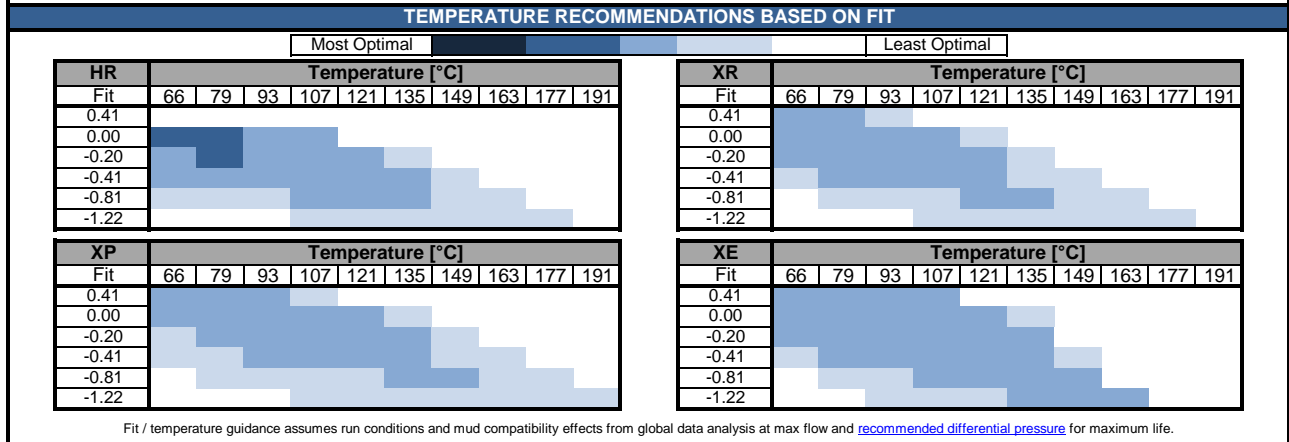 TEMPERATURE RECOMMENDATIONS BASED ON FIT
Most Optimal Least Optimal
HR Temperature [°C]
Fit 66 79 93 107 121 135 149 163 177 191
0.41
0.00
-0.20
-0.41
-0.81
-1.22
XR Temperature [°C]
Fit 66 79 93 107 121 135 149 163 177 191
0.41
0.00
-0.20
-0.41
-0.81
-1.22
XP Temperature [°C]
Fit 66 79 93 107 121 135 149 163 177 191
0.41
0.00
-0.20
-0.41
-0.81
-1.22
XE Temperature [°C]
Fit 66 79 93 107 121 135 149 163 177 191
0.41
0.00
-0.20
-0.41
-0.81
-1.22
Fit / temperature guidance assumes run conditions and mud compatibility effects from global data analysis at max flow and recommended differential pressure for maximum life.